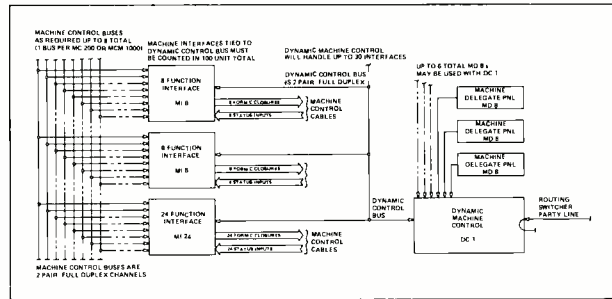 MACHINE CONTROL BUSES
AS REQUIRED UP TO 8 TOTAL
(1 BUS PER MC 200 OR MCM 1000)
MACHINE INTERFACES TIED TO
DYNAMIC CONTROL BUS MUST
BE COUNTED IN 100 UNIT TOTAL
DYNAMIC MACHINE CONTROL
WILL HANDLE UP TO 30 INTERFACES
DYNAMIC CONTROL BUS
IS 2 PAIR FULL DUPLEX
UP TO 6 TOTAL MD 8's
MAY BE USED WITH DC 1
8 FUNCTION
INTERFACE
MI 8
8 FORM C CLOSURES
8 STATUS INPUTS
MACHINE
CONTROL
CABLES
MACHINE
DELEGATE PNL
MD 8
MACHINE
DELEGATE PNL
MD 8
MACHINE
DELEGATE PNL
MD 8
8 FUNCTION
INTERFACE
MI 8
8 FORM C CLOSURES
8 STATUS INPUTS
24 FUNCTION
INTERFACE
MI 24
24 FORM C CLOSURES
24 STATUS INPUTS
MACHINE
CONTROL
CABLES
DYNAMIC
CONTROL
BUS
DYNAMIC
MACHINE
CONTROL
DC 1
ROUTING
SWITCHER
PARTY LINE
MACHINE CONTROL BUSES ARE
2 PAIR FULL DUPLEX CHANNELS